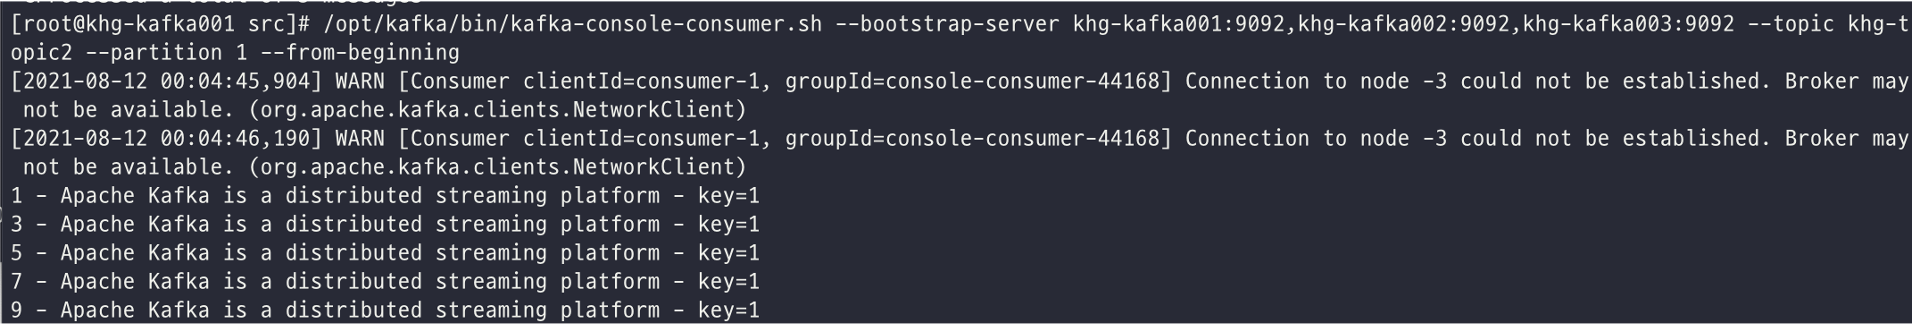 [root@khg-kafka001 src]# /opt/kafka/bin/kafka-console-consumer.sh --bootstrap-server khg-kafka001:9092,khg-kafka002:9092,khg-kafka003:9092 --topic khg-t
opic2 --partition 1 --from-beginning
[2021-08-12 00:04:45,904] WARN [Consumer clientId=consumer-1, groupId=console-consumer-44168] Connection to node -3 could not be established. Broker may
not be available. (org.apache.kafka.clients.NetworkClient)
[2021-08-12 00:04:46,190] WARN [Consumer clientId=consumer-1, groupId=console-consumer-44168] Connection to node -3 could not be established. Broker may
not be available. (org.apache.kafka.clients.NetworkClient)
1 - Apache Kafka is a distributed streaming platform - key=1
3 - Apache Kafka is a distributed streaming platform - key=1
5 - Apache Kafka is a distributed streaming platform - key=1
7 - Apache Kafka is a distributed streaming platform - key=1
9 - Apache Kafka is a distributed streaming platform - key=1